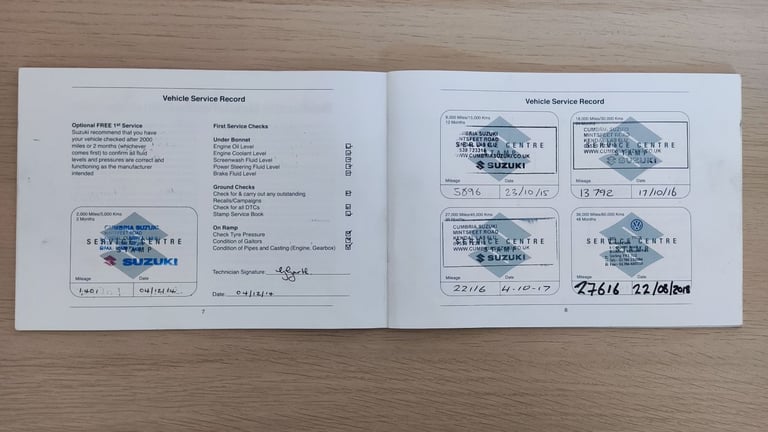 Vehicle Service Record
Optional FREE 1st Service
Suzuki recommend that you have
your vehicle checked after 2000
miles or 2 months (whichever
comes first) to confirm all fluid
levels and pressures are correct and
functioning as the manufacturer
intended
2,000 Miles/3,000 Kms
2 Months
CUMBRIA SUZUKI
SERVICE CENTRE
SUZUKI
Mileage Date
04/12/14
First Service Checks
Under Bonnet
Engine Oil Level
Engine Coolant Level
Screenwash Fluid Level
Power Steering Fluid Level
Brake Fluid Level
Ground Checks
Check for & carry out any outstanding
Recalls/Campaigns
Check for all DTCs
Stamp Service Book
On Ramp
Check Tyre Pressure
Condition of Gaitors
Condition of Pipes and Casting (Engine, Gearbox)
Technician Signature:
Date: 04/12/14
7
Vehicle Service Record
9,000 Miles/15,000 Kms
12 Months
CUMBRIA SUZUKI
MINTSFEET ROAD
SERVICE CENTRE
WWW.CUMBRIASUZUKI.CO.UK
SUZUKI
Mileage Date
5896 23/10/15
18,000 Miles/30,000 Kms
CUMBRIA SUZUKI
MINTSFEET ROAD
SERVICE CENTRE
STAMP
WWW.CUMBRIASUZUKI.CO.UK
SUZUKI
Mileage Date
13792 17/10/16
27,000 Miles/45,000 Kms
CUMBRIA SUZUKI
MINTSFEET ROAD
SERVICE CENTRE
SUZUKI
Mileage Date
22116 4-10-17
36,000 Miles/60,000 Kms
48 Months
SERVICE CENTRE
STAMP
Mileage Date
27616 22/08/2018
8